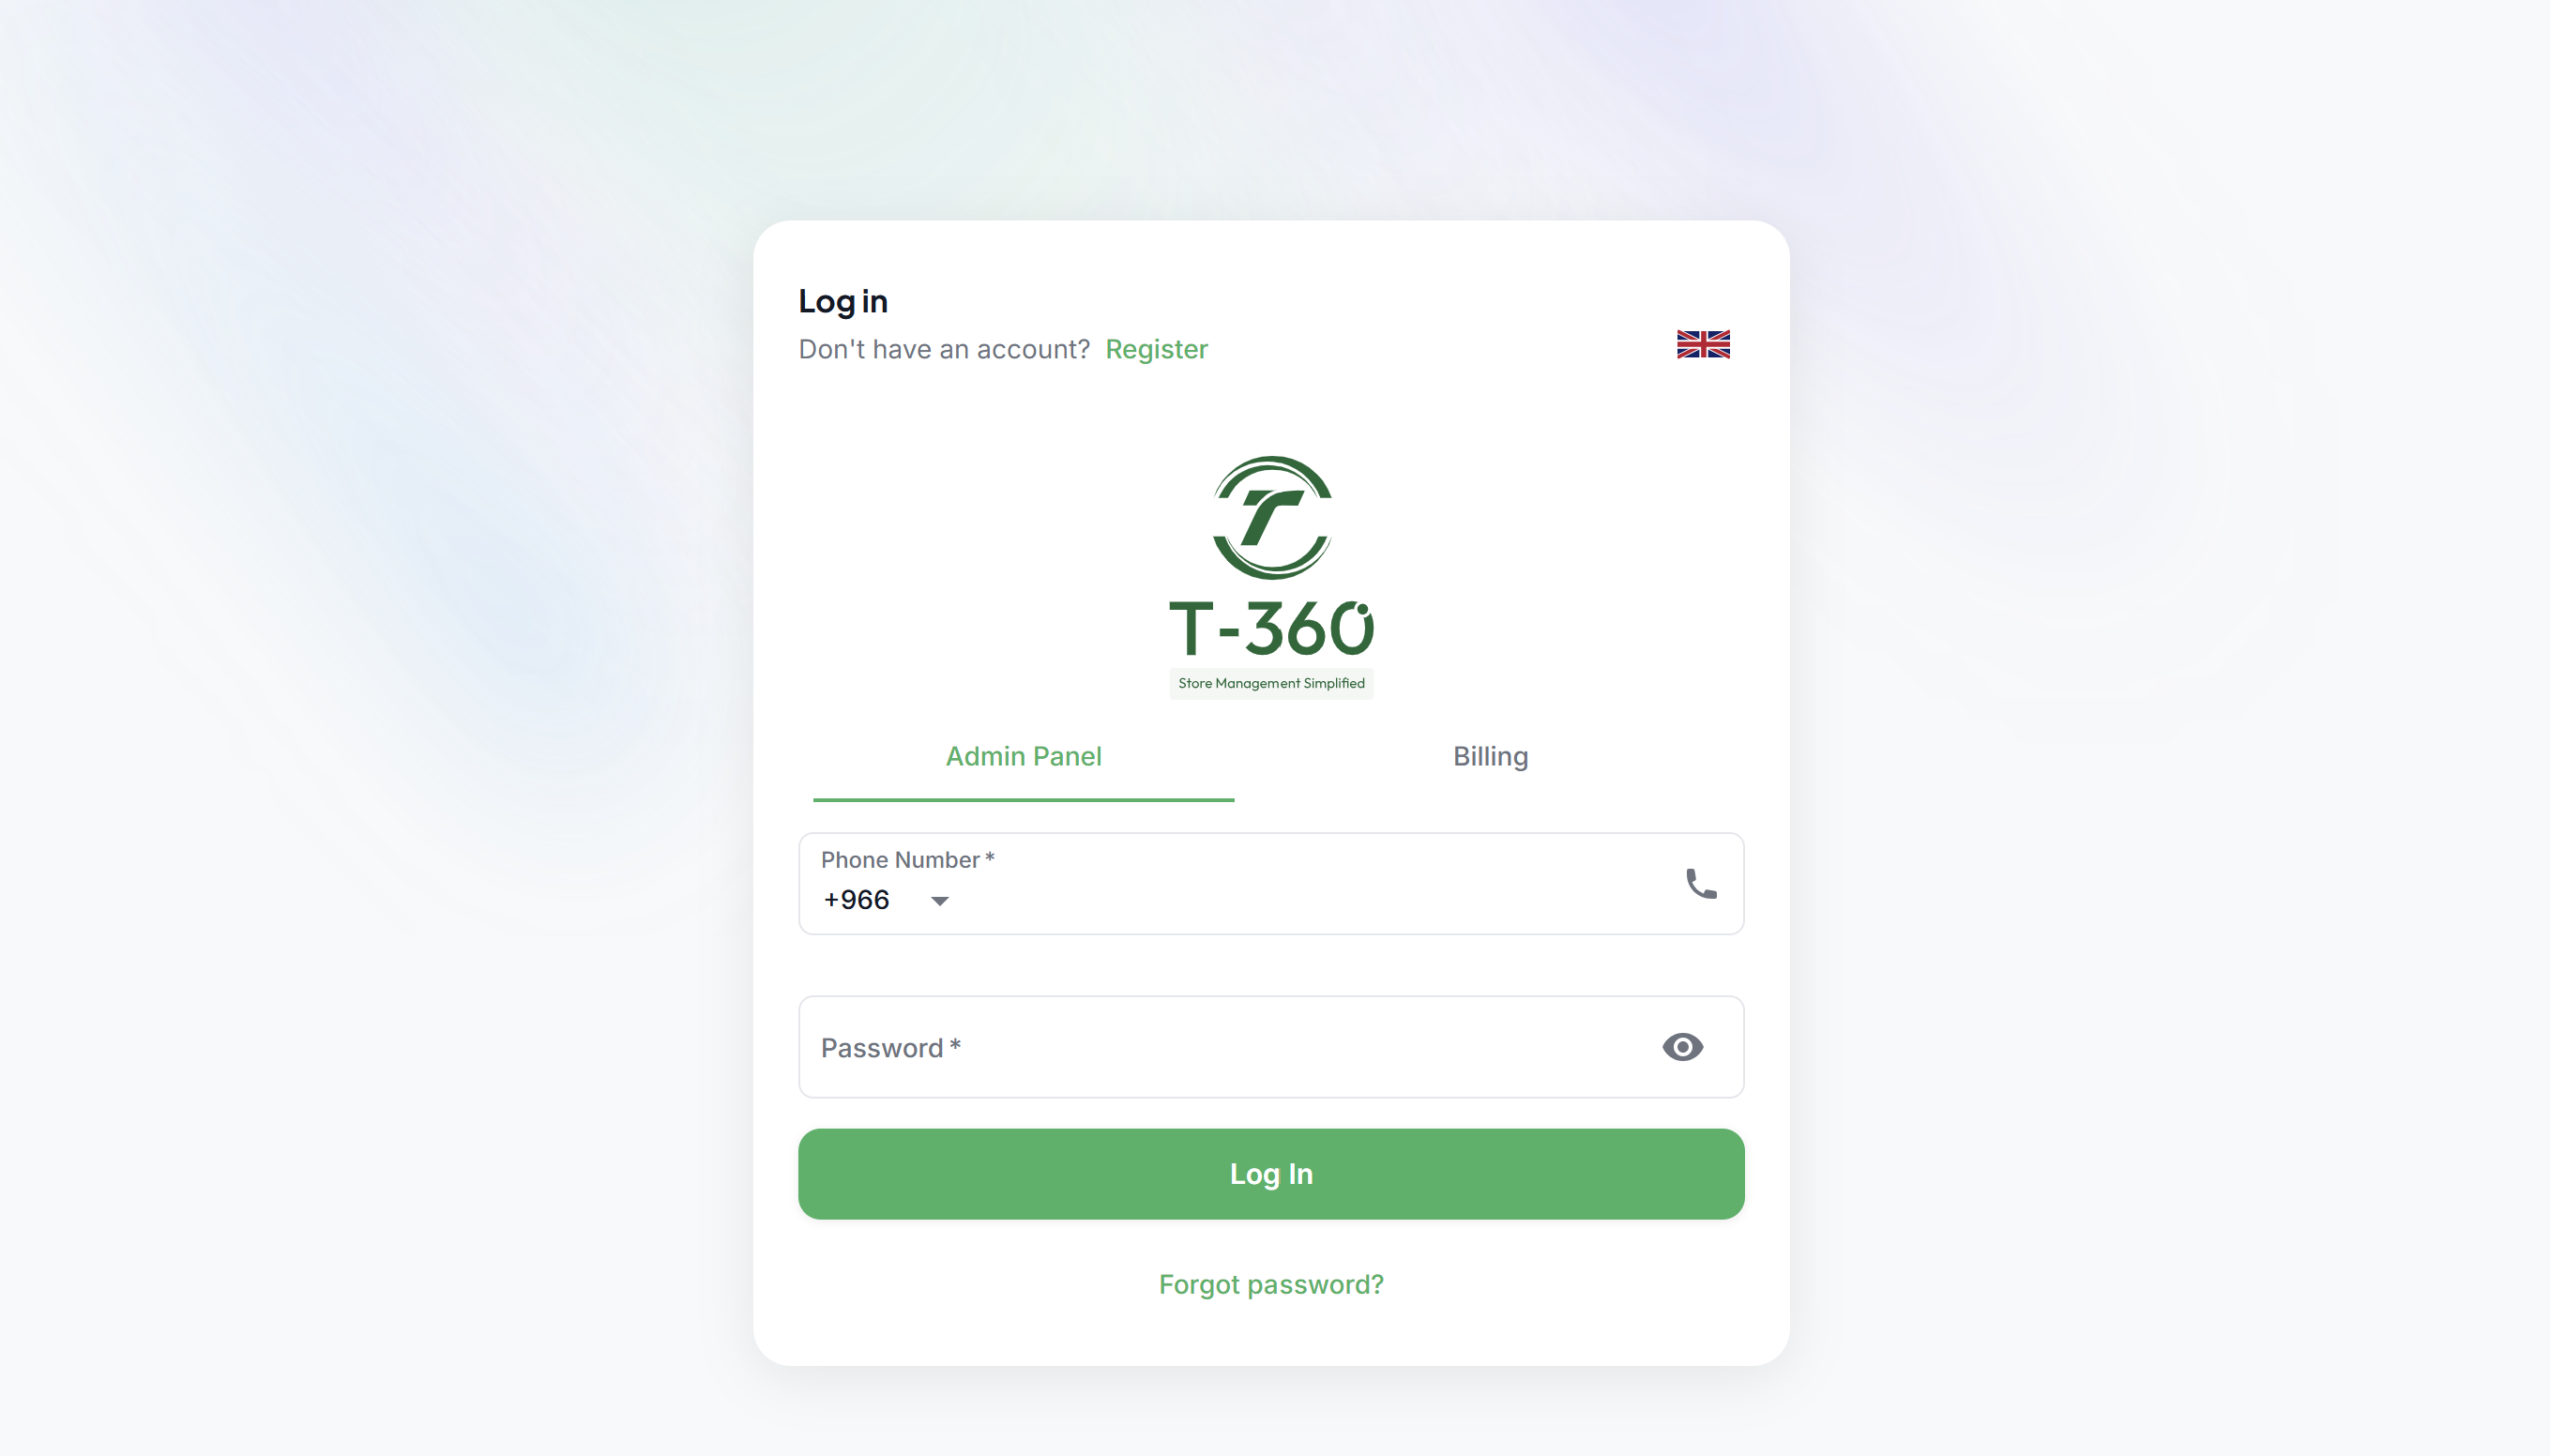 Log in
Don't have an account? Register
T-360
Store Management Simplified
Admin Panel
Billing
Phone Number *
+966
Password *
Log In
Forgot password?